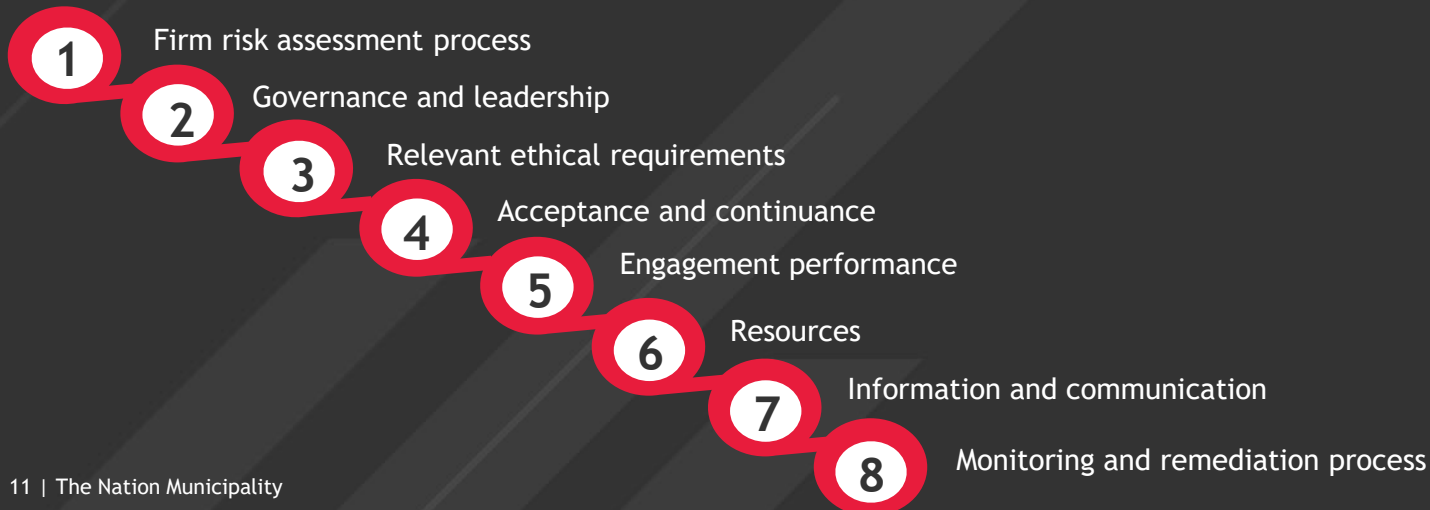 1 Firm risk assessment process
2 Governance and leadership
3 Relevant ethical requirements
4 Acceptance and continuance
5 Engagement performance
6 Resources
7 Information and communication
8 Monitoring and remediation process
11 | The Nation Municipality